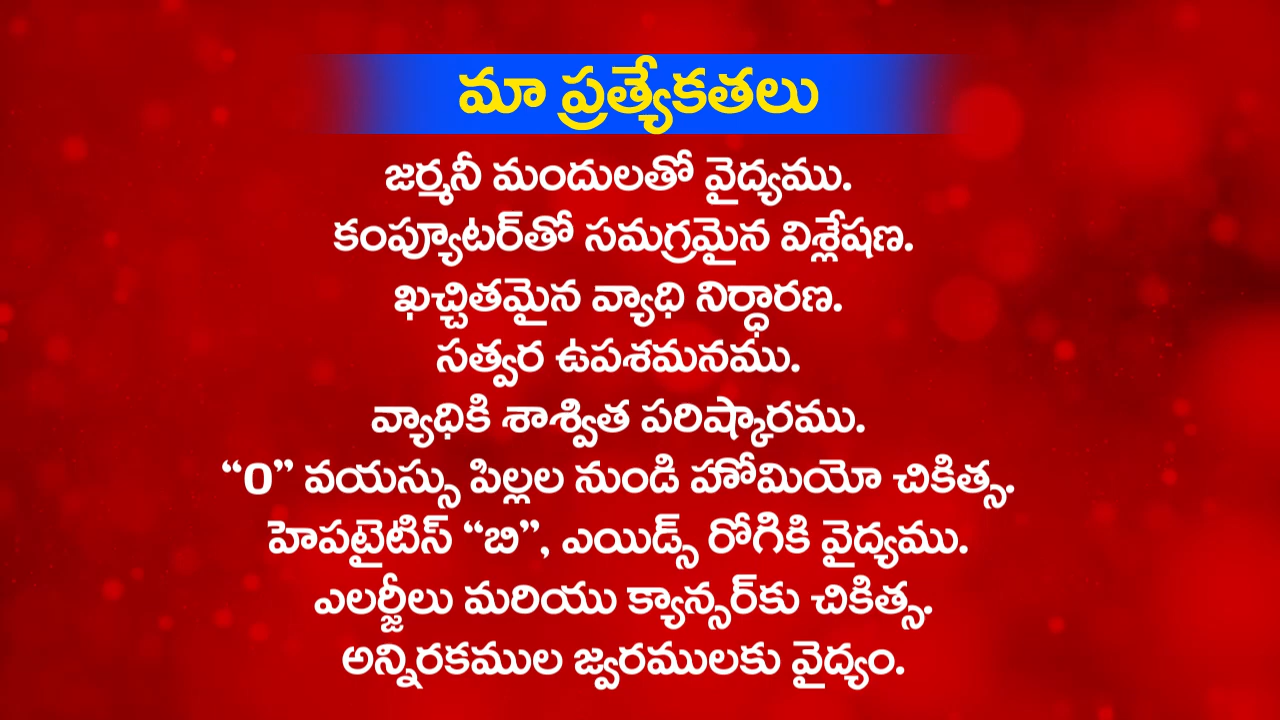 మా ప్రత్యేకతలు
జర్మనీ మందులతో వైద్యము.
కంప్యూటర్‌తో సమగ్రమైన విశ్లేషణ.
ఖచ్చితమైన వ్యాధి నిర్ధారణ.
సత్వర ఉపశమనము.
వ్యాధికి శాశ్విత పరిష్కారము.
“0” వయస్సు పిల్లల నుండి హోమియో చికిత్స.
హెపటైటిస్ “బి”, ఎయిడ్స్ రోగికి వైద్యము.
ఎలర్జీలు మరియు క్యాన్సర్‌కు చికిత్స.
అన్నిరకముల జ్వరములకు వైద్యం.